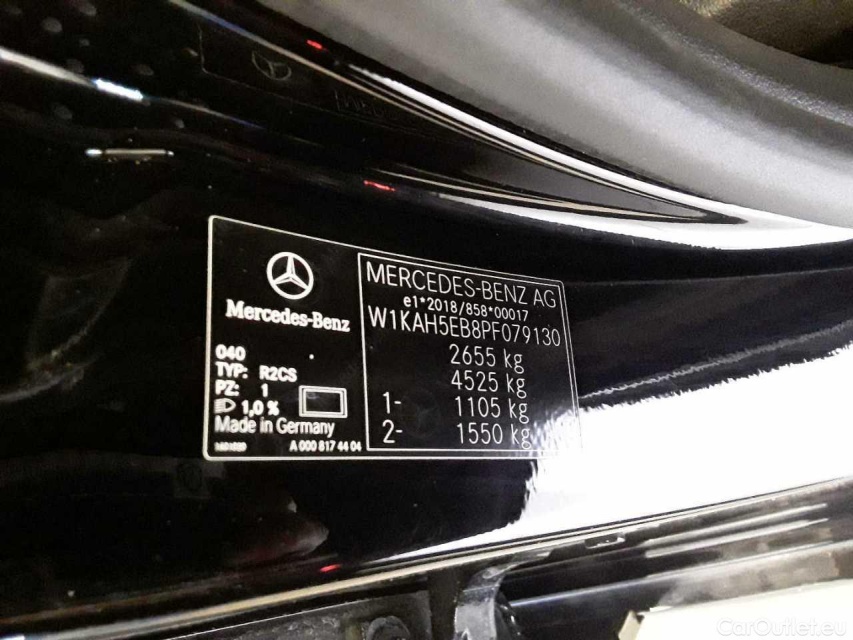 Mercedes-Benz
040
TYP: R2CS
PZ: 1
1,0 %
Made in Germany
A 000 817 44 04
MERCEDES-BENZ AG
e1*2018/858*00017
W1KAH5EB8PF079130
2655 kg
4525 kg
1- 1105 kg
2- 1550 kg
CarOutlet.eu